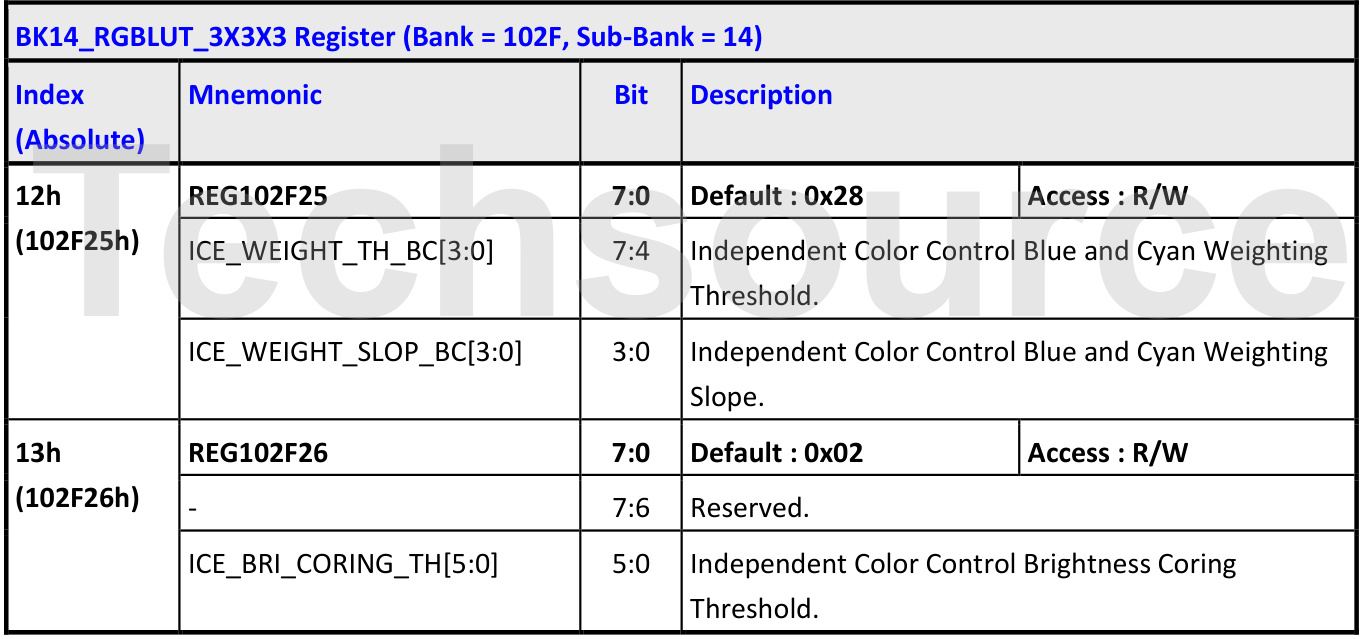 BK14_RGBLUT_3X3X3 Register (Bank = 102F, Sub-Bank = 14)
Index (Absolute) Mnemonic Bit Description
12h (102F25h) REG102F25 7:0 Default : 0x28 Access : R/W
ICE_WEIGHT_TH_BC[3:0] 7:4 Independent Color Control Blue and Cyan Weighting
Threshold.
ICE_WEIGHT_SLOP_BC[3:0] 3:0 Independent Color Control Blue and Cyan Weighting
Slope.
13h (102F26h) REG102F26 7:0 Default : 0x02 Access : R/W
- 7:6 Reserved.
ICE_BRI_CORING_TH[5:0] 5:0 Independent Color Control Brightness Coring
Threshold.
Techsource